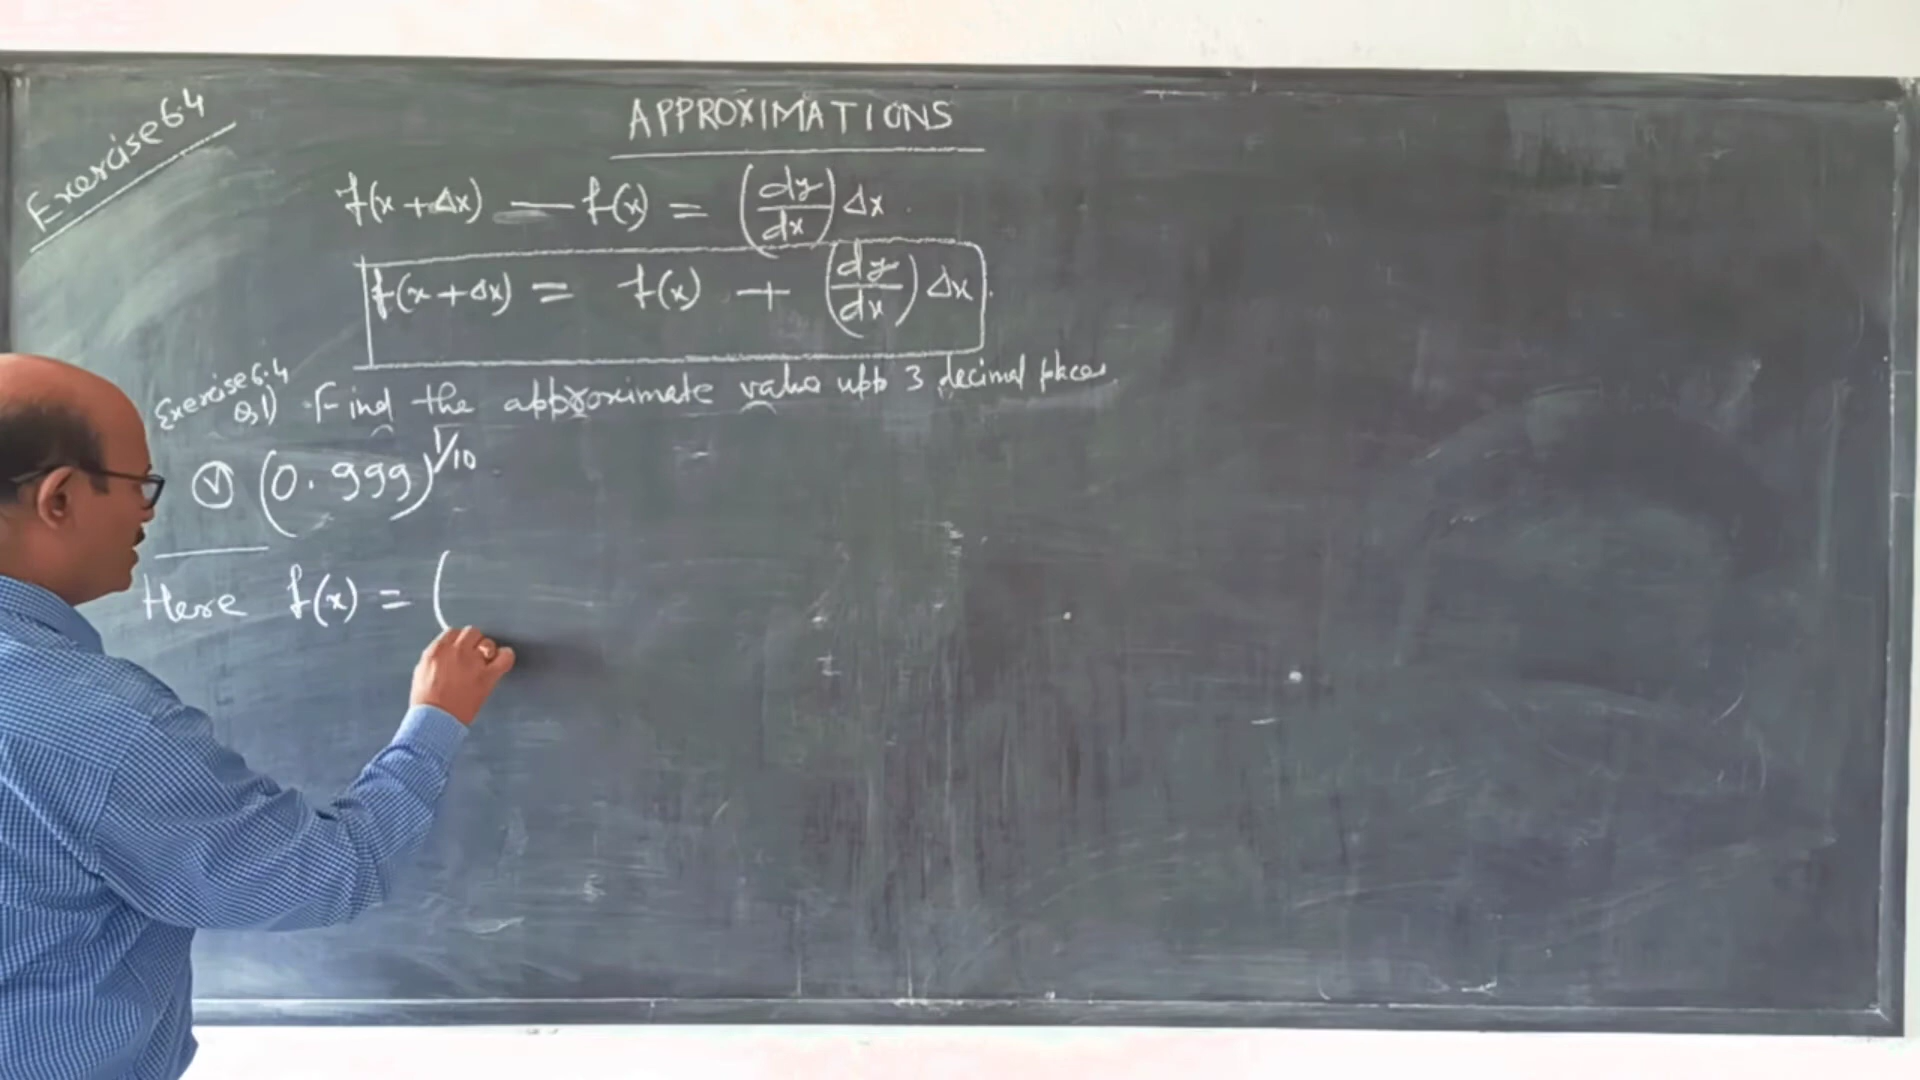 Exercise 6.4
APPROXIMATIONS
f(x + Δx) — f(x) = (dy/dx) Δx
f(x + Δx) = f(x) + (dy/dx) Δx.
Exercise 6.4
Q,1) Find the approximate value upto 3 decimal places
(v) (0.999)^1/10
Here f(x) = (